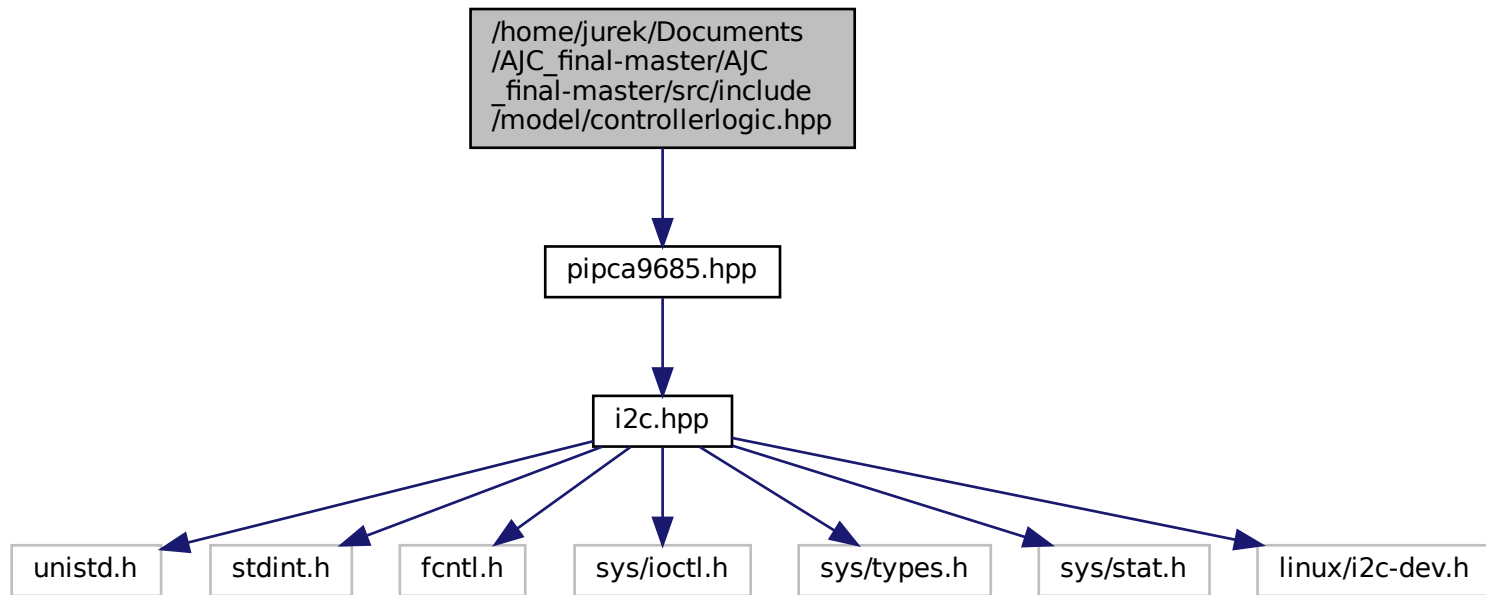 /home/jurek/Documents
/AJC_final-master/AJC
_final-master/src/include
/model/controllerlogic.hpp
pipca9685.hpp
i2c.hpp
unistd.h
stdint.h
fcntl.h
sys/ioctl.h
sys/types.h
sys/stat.h
linux/i2c-dev.h